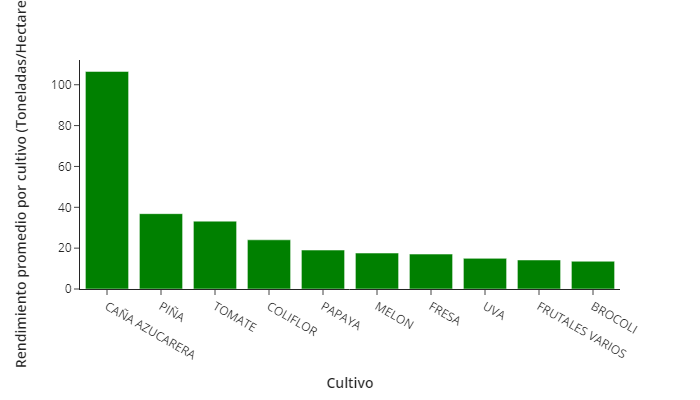 Rendimiento promedio por cultivo (Toneladas/Hectare
100
80
60
40
20
0
CAÑA AZUCARERA
PIÑA
TOMATE
COLIFLOR
PAPAYA
MELON
FRESA
UVA
FRUTALES VARIOS
BROCOLI
Cultivo